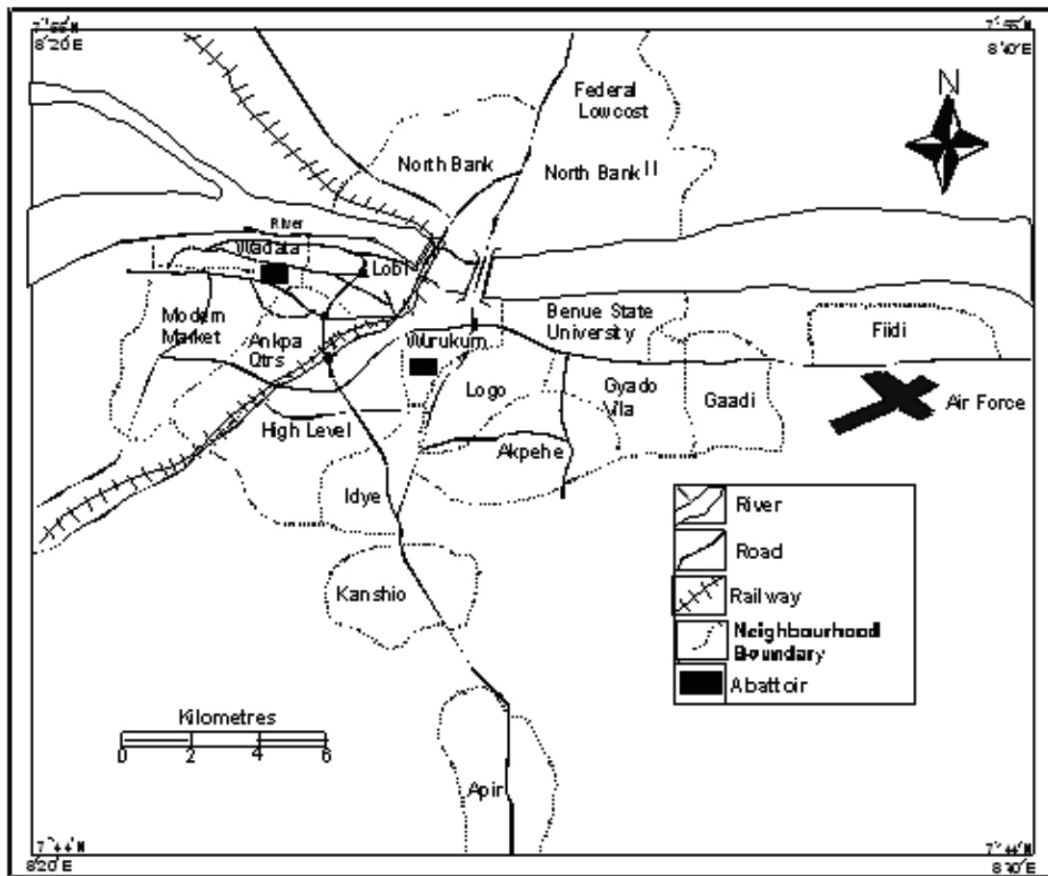 8°20'E
8°40'E
N
Federal
Lowcost
North Bank
North Bank II
River
Wadata
Lobi
Modern
Market
Ankpa
Qtrs
Wurukum
Benue State
University
Fiidi
Logo
Gyado
Vila
Gaadi
Air Force
High Level
Akpehe
Idye
Kanshio
Apir
River
Road
Railway
Neighbourhood
Boundary
Abattoir
Kilometres
0 2 4 6
7°44'N
7°44'N
8°20'E